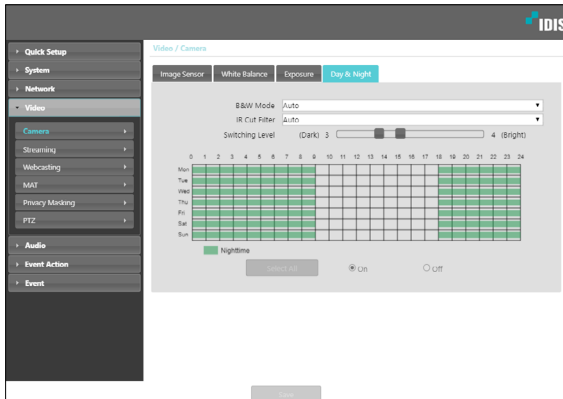 IDIS
Quick Setup
System
Network
Video
Camera
Streaming
Webcasting
MAT
Privacy Masking
PTZ
Audio
Event Action
Event
Video / Camera
Image Sensor White Balance Exposure Day & Night
B&W Mode Auto
IR Cut Filter Auto
Switching Level (Dark) 3 4 (Bright)
0 1 2 3 4 5 6 7 8 9 10 11 12 13 14 15 16 17 18 19 20 21 22 23 24
Mon
Tue
Wed
Thu
Fri
Sat
Sun
Nighttime
Select All On Off
Save